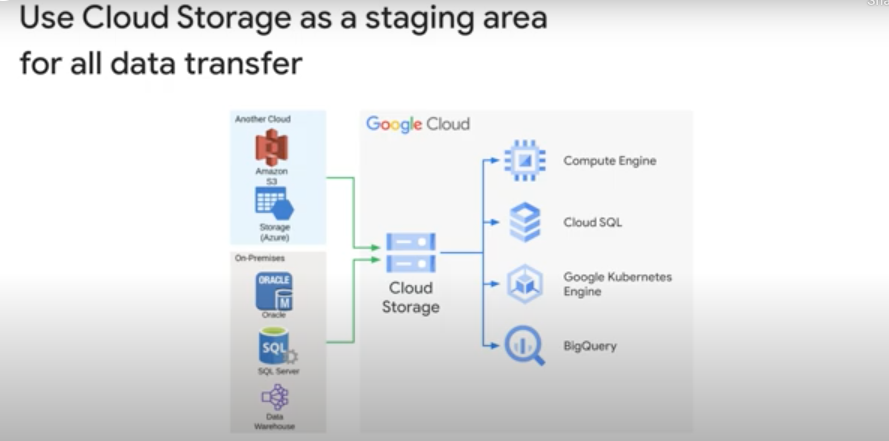 Use Cloud Storage as a staging area
for all data transfer
Another Cloud
Amazon
S3
Storage
(Azure)
On-Premises
ORACLE
M
Oracle
SQL
SQL Server
Data
Warehouse
Google Cloud
Cloud
Storage
Compute Engine
Cloud SQL
Google Kubernetes
Engine
BigQuery